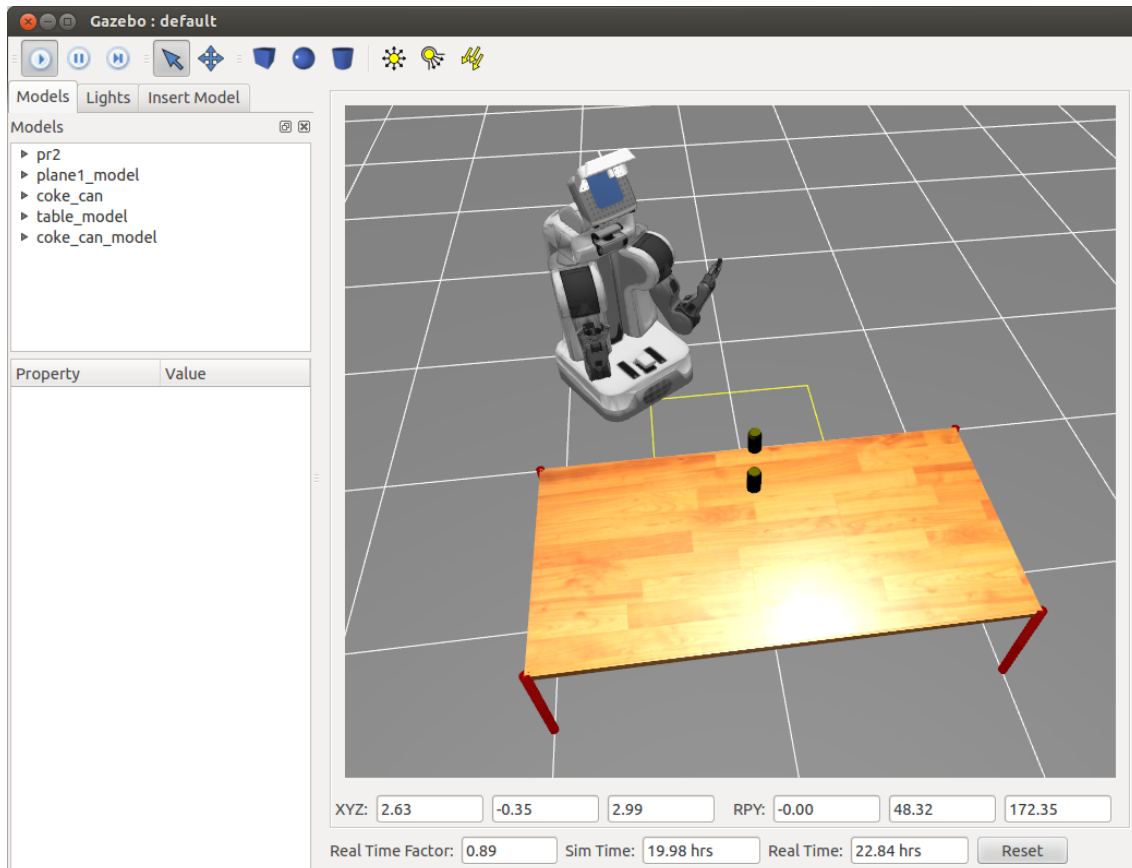 Gazebo : default
Models Lights Insert Model
Models
pr2
plane1_model
coke_can
table_model
coke_can_model
Property Value
XYZ: 2.63 -0.35 2.99 RPY: -0.00 48.32 172.35
Real Time Factor: 0.89 Sim Time: 19.98 hrs Real Time: 22.84 hrs Reset